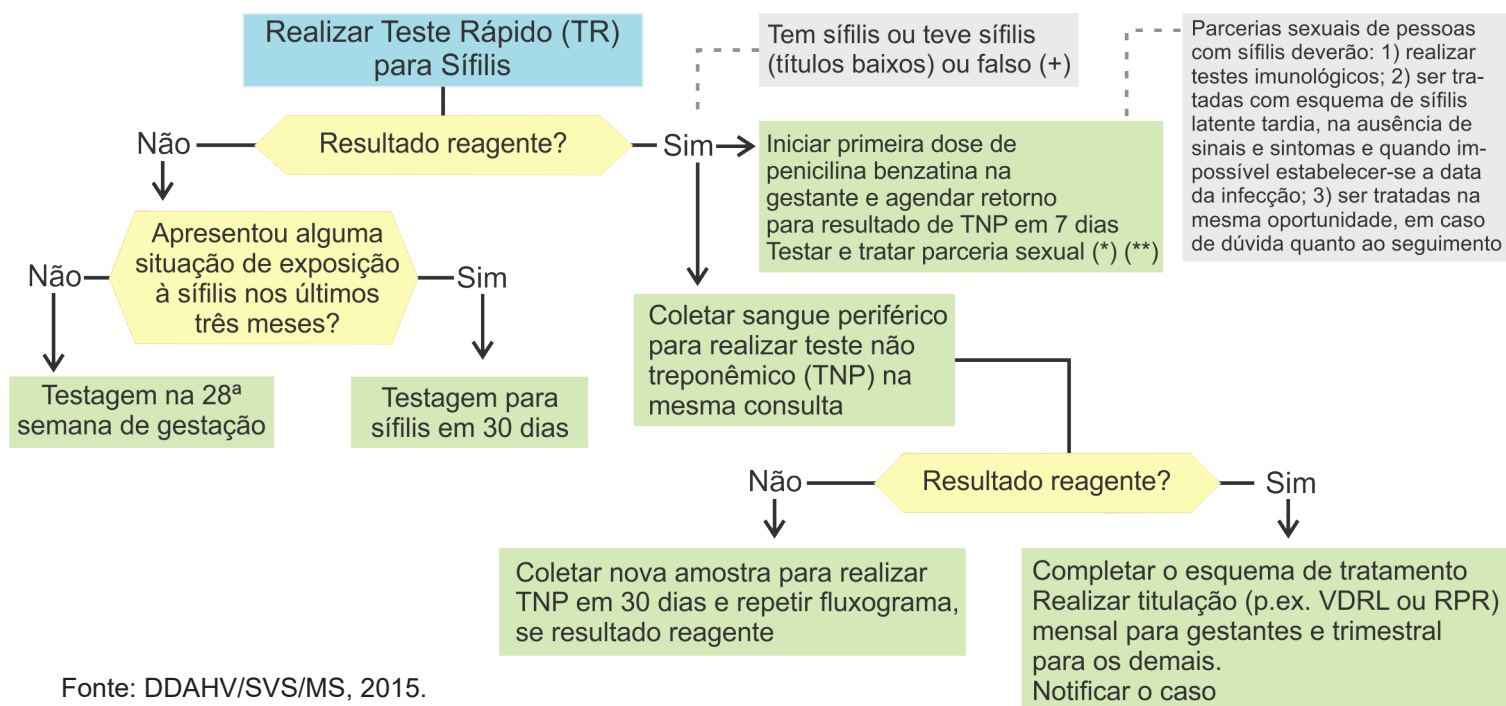 Realizar Teste Rápido (TR)
para Sífilis
Tem sífilis ou teve sífilis
(títulos baixos) ou falso (+)
Parcerias sexuais de pessoas
com sífilis deverão: 1) realizar
testes imunológicos; 2) ser tra-
tadas com esquema de sífilis
latente tardia, na ausência de
sinais e sintomas e quando im-
possível estabelecer-se a data
da infecção; 3) ser tratadas na
mesma oportunidade, em caso
de dúvida quanto ao seguimento
Não
Resultado reagente?
Sim
Iniciar primeira dose de
penicilina benzatina na
gestante e agendar retorno
para resultado de TNP em 7 dias
Testar e tratar parceria sexual (*) (**)
Apresentou alguma
situação de exposição
à sífilis nos últimos
três meses?
Não
Sim
Testagem na 28ª
semana de gestação
Testagem para
sífilis em 30 dias
Coletar sangue periférico
para realizar teste não
treponêmico (TNP) na
mesma consulta
Não
Resultado reagente?
Sim
Coletar nova amostra para realizar
TNP em 30 dias e repetir fluxograma,
se resultado reagente
Completar o esquema de tratamento
Realizar titulação (p.ex. VDRL ou RPR)
mensal para gestantes e trimestral
para os demais.
Notificar o caso
Fonte: DDAHV/SVS/MS, 2015.